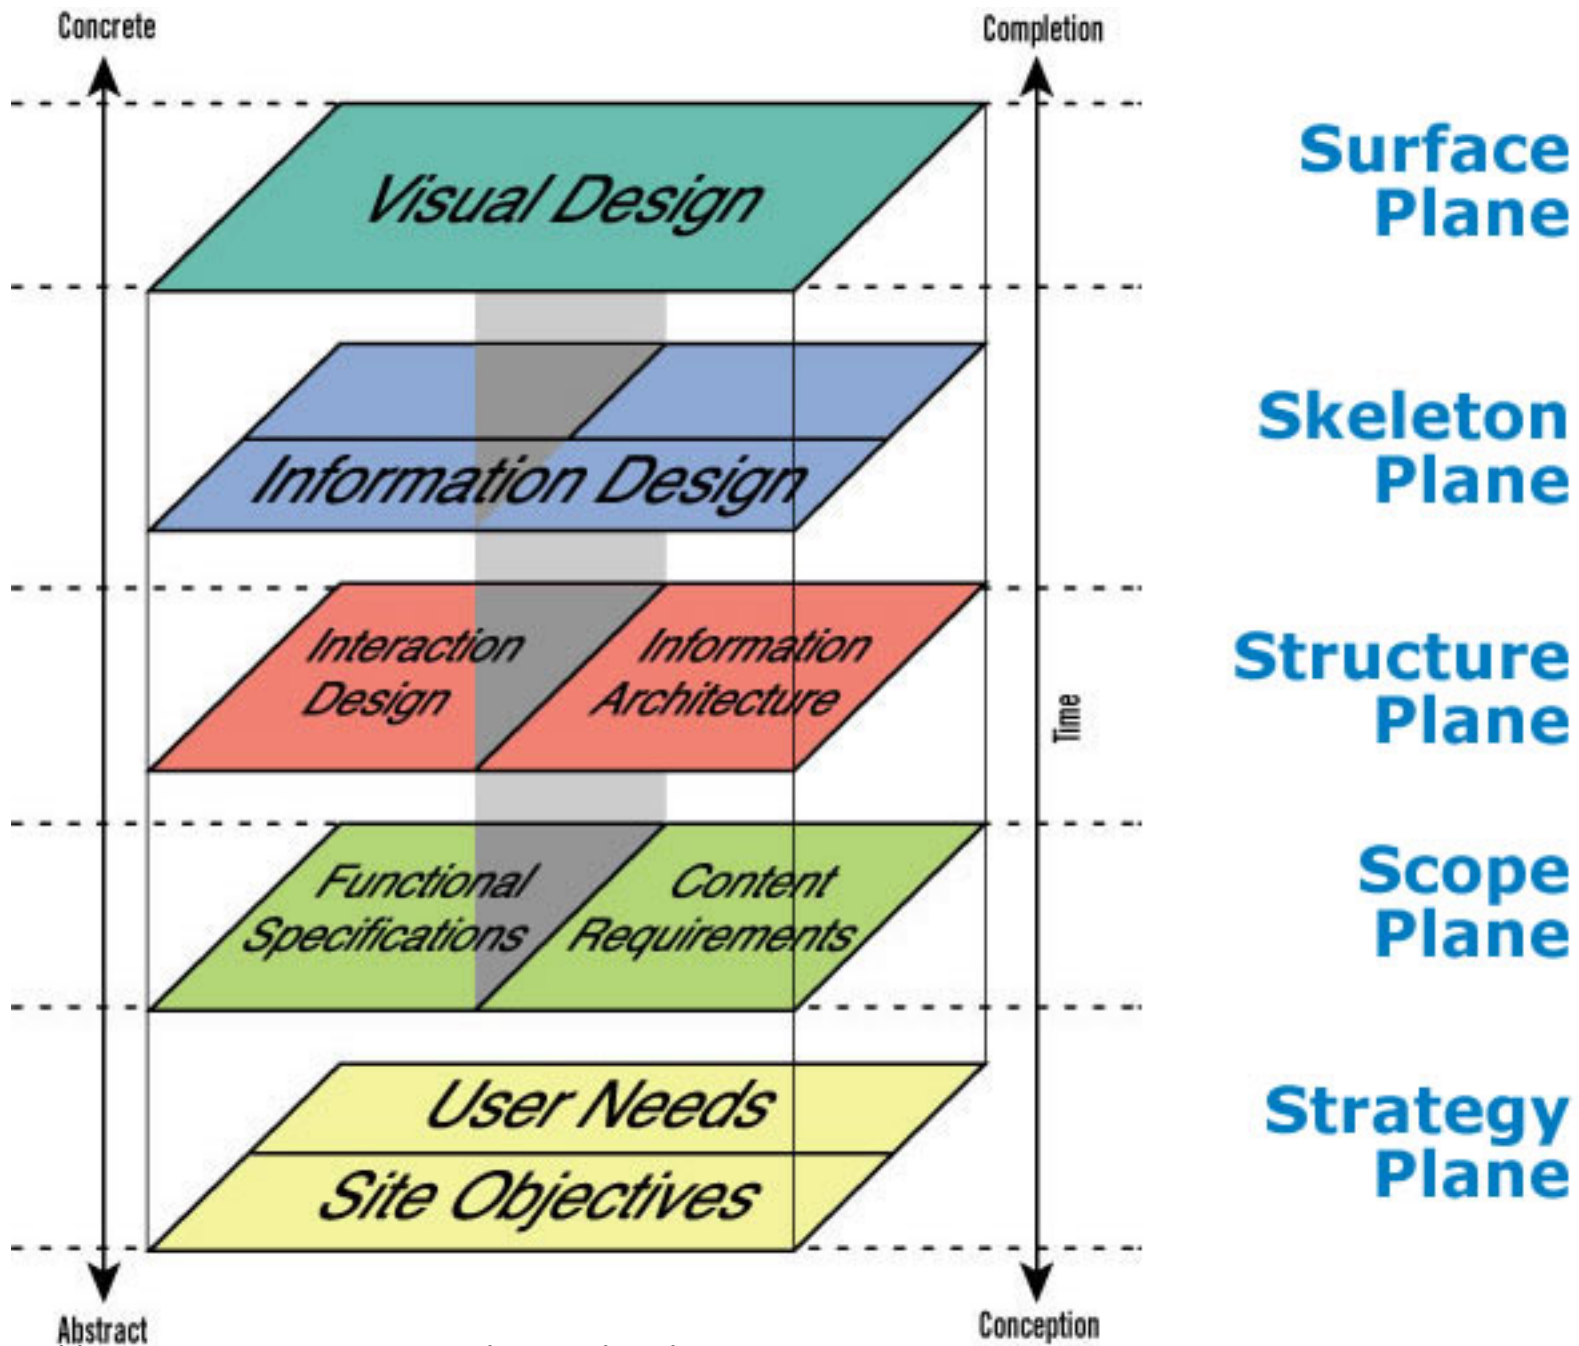 Concrete
Completion
Visual Design
Surface
Plane
Information Design
Skeleton
Plane
Interaction
Design
Information
Architecture
Structure
Plane
Time
Functional
Specifications
Content
Requirements
Scope
Plane
User Needs
Site Objectives
Strategy
Plane
Abstract
Conception